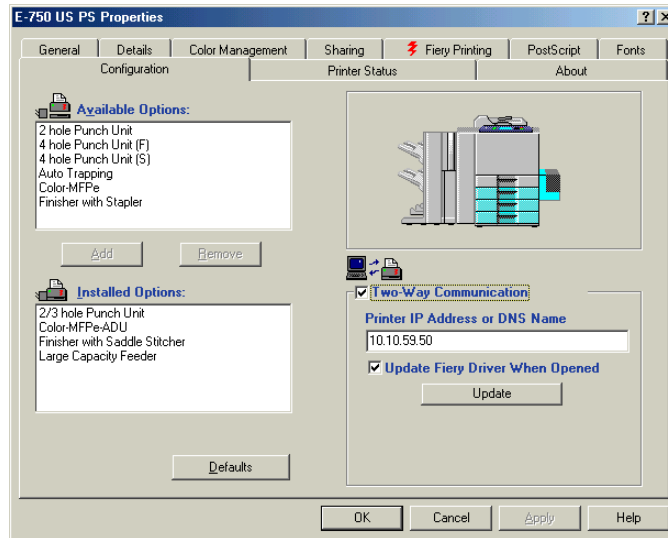 E-750 US PS Properties
General Details Color Management Sharing Fiery Printing PostScript Fonts
Configuration Printer Status About
Available Options:
2 hole Punch Unit
4 hole Punch Unit (F)
4 hole Punch Unit (S)
Auto Trapping
Color-MFPe
Finisher with Stapler
Add Remove
Installed Options:
2/3 hole Punch Unit
Color-MFPe-ADU
Finisher with Saddle Stitcher
Large Capacity Feeder
Defaults
Two-Way Communication
Printer IP Address or DNS Name
10.10.59.50
Update Fiery Driver When Opened
Update
OK Cancel Apply Help